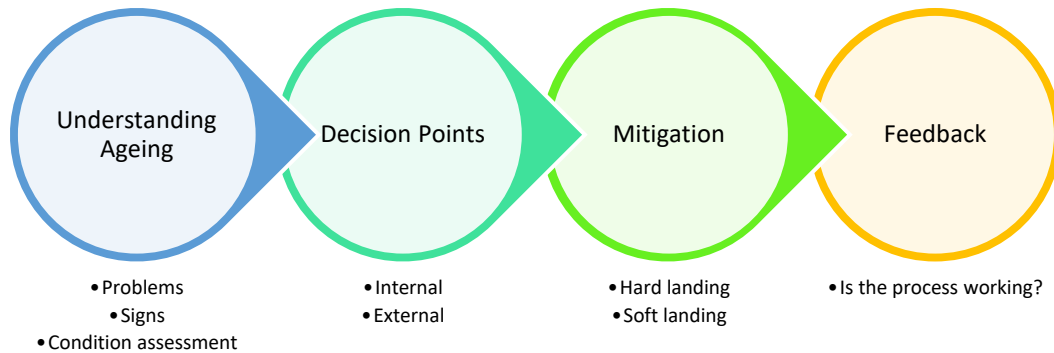 Understanding
Ageing
Decision Points
Mitigation
Feedback
•Problems
•Signs
•Condition assessment
•Internal
•External
•Hard landing
•Soft landing
•Is the process working?